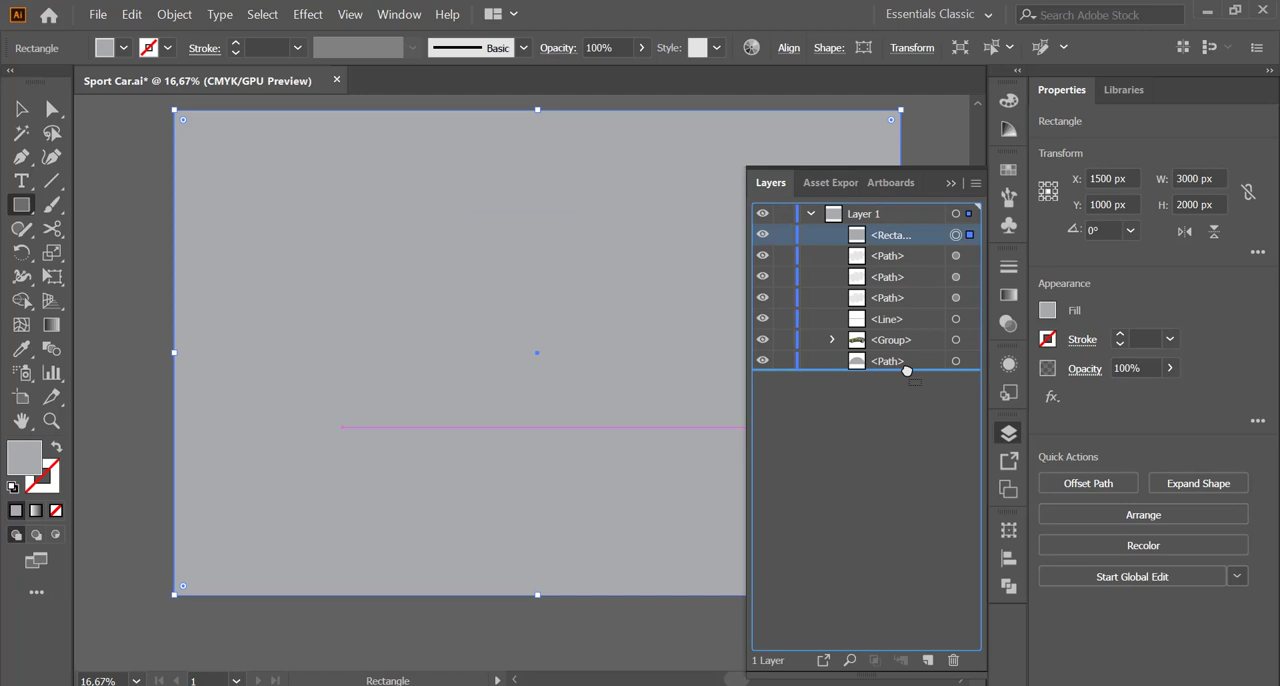 Ai File Edit Object Type Select Effect View Window Help Essentials Classic Search Adobe Stock
Rectangle Stroke: Basic Opacity: 100% Style: Align Shape: Transform
Sport Car.ai* @ 16,67% (CMYK/GPU Preview)
Properties Libraries
Rectangle
Transform
X: 1500 px W: 3000 px
Y: 1000 px H: 2000 px
0°
Appearance
Fill
Stroke
Opacity 100%
fx.
Quick Actions
Offset Path Expand Shape
Arrange
Recolor
Start Global Edit
Layers Asset Expor Artboards
Layer 1
<Recta...
<Path>
<Path>
<Path>
<Line>
<Group>
<Path>
1 Layer
16,67% 1 Rectangle